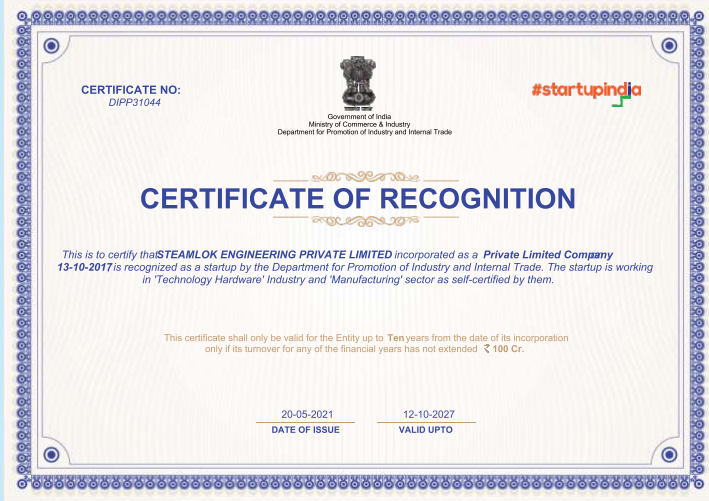 CERTIFICATE NO:
DIPP31044
#startupindia
Government of India
Ministry of Commerce & Industry
Department for Promotion of Industry and Internal Trade
CERTIFICATE OF RECOGNITION
This is to certify that STEAMLOK ENGINEERING PRIVATE LIMITED incorporated as a Private Limited Company
13-10-2017 is recognized as a startup by the Department for Promotion of Industry and Internal Trade. The startup is working
in 'Technology Hardware' Industry and 'Manufacturing' sector as self-certified by them.
This certificate shall only be valid for the Entity up to Ten years from the date of its incorporation
only if its turnover for any of the financial years has not extended ₹ 100 Cr.
20-05-2021
12-10-2027
DATE OF ISSUE
VALID UPTO